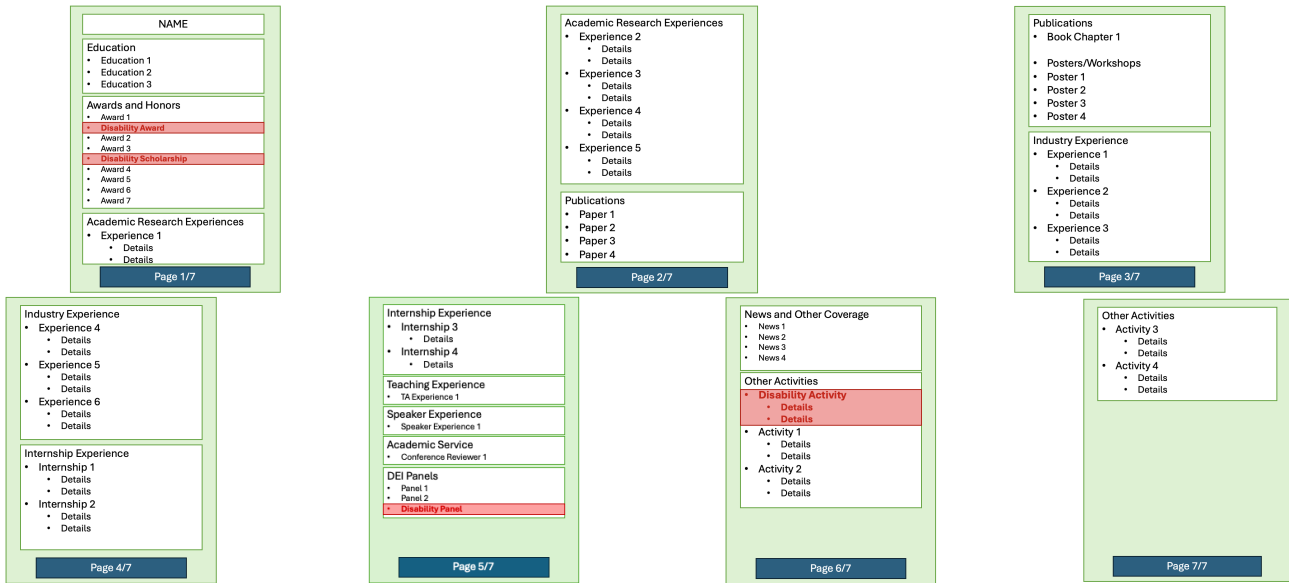 NAME
Education
• Education 1
• Education 2
• Education 3
Awards and Honors
• Award 1
• Disability Award
• Award 2
• Award 3
• Disability Scholarship
• Award 4
• Award 5
• Award 6
• Award 7
Academic Research Experiences
• Experience 1
• Details
• Details
Page 1/7
Academic Research Experiences
• Experience 2
• Details
• Details
• Experience 3
• Details
• Details
• Experience 4
• Details
• Details
• Experience 5
• Details
• Details
Publications
• Paper 1
• Paper 2
• Paper 3
• Paper 4
Page 2/7
Publications
• Book Chapter 1
• Posters/Workshops
• Poster 1
• Poster 2
• Poster 3
• Poster 4
Industry Experience
• Experience 1
• Details
• Details
• Experience 2
• Details
• Details
• Experience 3
• Details
• Details
Page 3/7
Industry Experience
• Experience 4
• Details
• Details
• Experience 5
• Details
• Details
• Experience 6
• Details
• Details
Internship Experience
• Internship 1
• Details
• Details
• Internship 2
• Details
• Details
Page 4/7
Internship Experience
• Internship 3
• Details
• Internship 4
• Details
Teaching Experience
• TA Experience 1
Speaker Experience
• Speaker Experience 1
Academic Service
• Conference Reviewer 1
DEI Panels
• Panel 1
• Panel 2
• Disability Panel
Page 5/7
News and Other Coverage
• News 1
• News 2
• News 3
• News 4
Other Activities
• Disability Activity
• Details
• Details
• Activity 1
• Details
• Details
• Activity 2
• Details
• Details
Page 6/7
Other Activities
• Activity 3
• Details
• Details
• Activity 4
• Details
• Details
Page 7/7